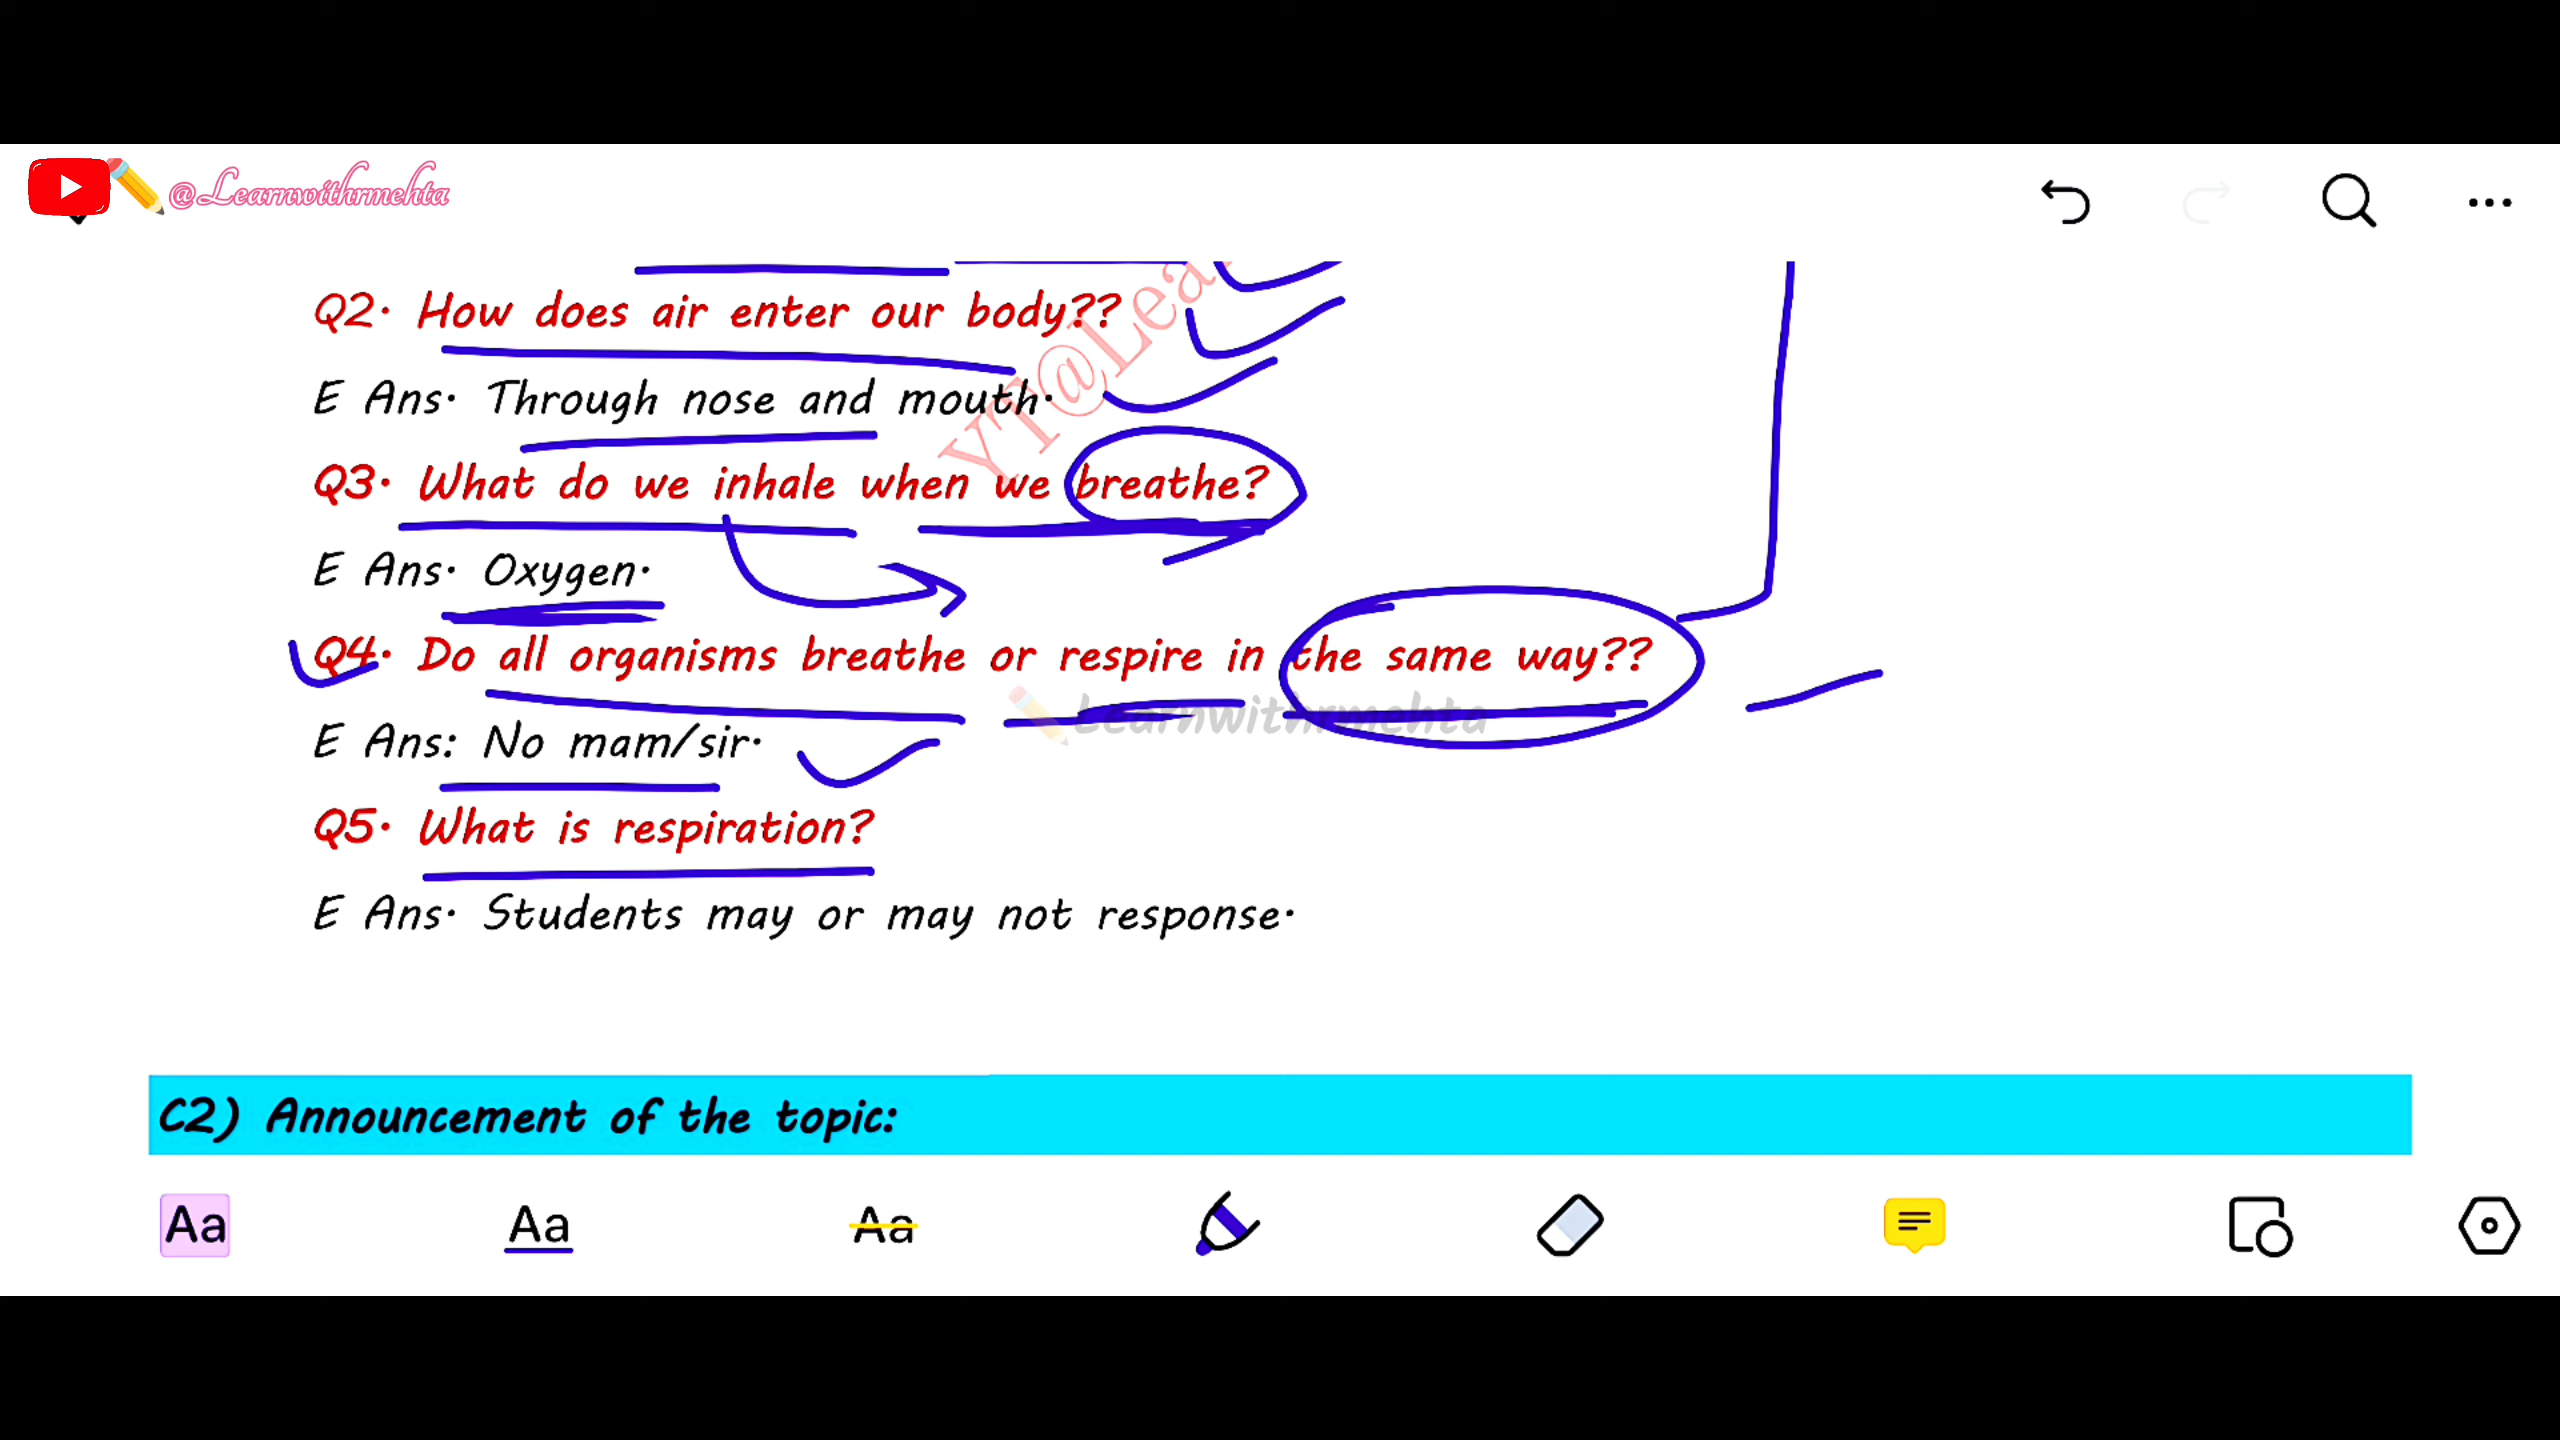 @Learnwithrmehta
Q2. How does air enter our body??
E Ans. Through nose and mouth.
Q3. What do we inhale when we breathe?
E Ans. Oxygen.
Q4. Do all organisms breathe or respire in the same way??
E Ans: No mam/sir.
Q5. What is respiration?
E Ans. Students may or may not response.
YT@Lea
Learnwithrmehta
C2) Announcement of the topic:
Aa Aa Aa